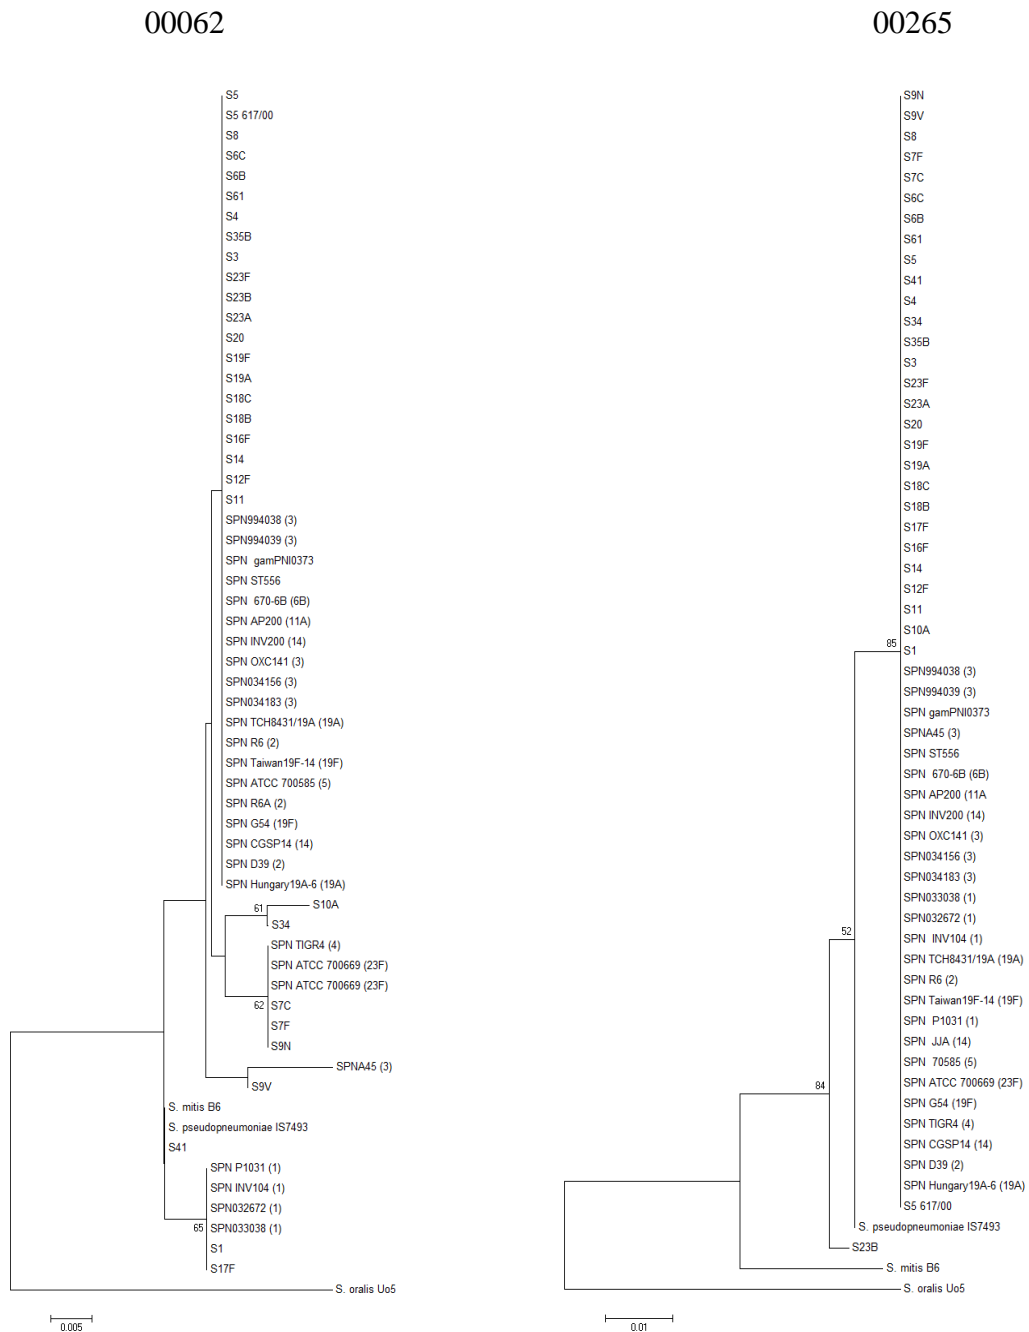 00062
S5
S5 617/00
S8
S6C
S6B
S61
S4
S35B
S3
S23F
S23B
S23A
S20
S19F
S19A
S18C
S18B
S16F
S14
S12F
S11
SPN994038 (3)
SPN994039 (3)
SPN gamPNI0373
SPN ST556
SPN 670-6B (6B)
SPN AP200 (11A)
SPN INV200 (14)
SPN OXC141 (3)
SPN034156 (3)
SPN034183 (3)
SPN TCH8431/19A (19A)
SPN R6 (2)
SPN Taiwan19F-14 (19F)
SPN ATCC 700585 (5)
SPN R6A (2)
SPN G54 (19F)
SPN CGSP14 (14)
SPN D39 (2)
SPN Hungary19A-6 (19A)
61
S10A
S34
SPN TIGR4 (4)
SPN ATCC 700669 (23F)
SPN ATCC 700669 (23F)
62
S7C
S7F
S9N
SPNA45 (3)
S9V
S. mitis B6
S. pseudopneumoniae IS7493
S41
SPN P1031 (1)
SPN INV104 (1)
SPN032672 (1)
65
SPN033038 (1)
S1
S17F
S. oralis Uo5
0.005
00265
S9N
S9V
S8
S7F
S7C
S6C
S6B
S61
S5
S41
S4
S34
S35B
S3
S23F
S23A
S20
S19F
S19A
S18C
S18B
S17F
S16F
S14
S12F
S11
S10A
85
S1
SPN994038 (3)
SPN994039 (3)
SPN gamPNI0373
SPNA45 (3)
SPN ST556
SPN 670-6B (6B)
SPN AP200 (11A
SPN INV200 (14)
SPN OXC141 (3)
SPN034156 (3)
SPN034183 (3)
SPN033038 (1)
SPN032672 (1)
52
SPN INV104 (1)
SPN TCH8431/19A (19A)
SPN R6 (2)
SPN Taiwan19F-14 (19F)
SPN P1031 (1)
SPN JJA (14)
SPN 70585 (5)
84
SPN ATCC 700669 (23F)
SPN G54 (19F)
SPN TIGR4 (4)
SPN CGSP14 (14)
SPN D39 (2)
SPN Hungary19A-6 (19A)
S5 617/00
S. pseudopneumoniae IS7493
S23B
S. mitis B6
S. oralis Uo5
0.01